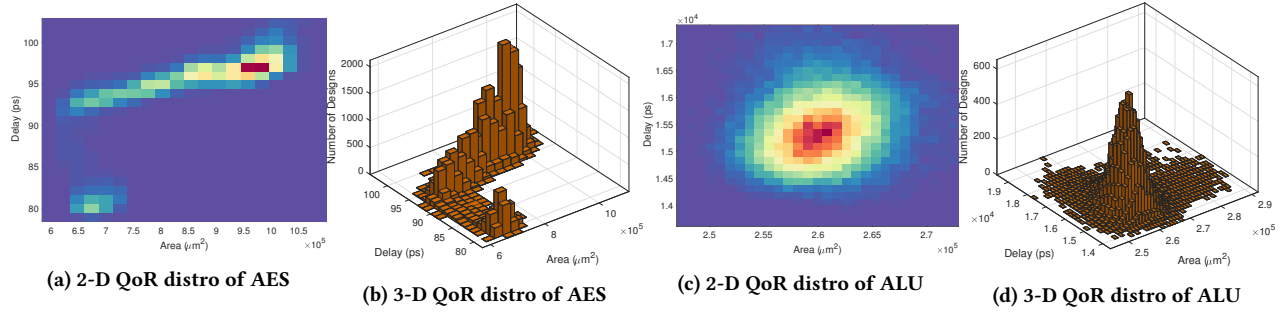 100
95
90
85
80
Delay (ps)
6 6.5 7 7.5 8 8.5 9 9.5 10 10.5
Area (μm²)
×10⁵
(a) 2-D QoR distro of AES
2000
1500
1000
500
0
Number of Designs
100
95
90
85
80
Delay (ps)
6
8
10
Area (μm²)
×10⁵
(b) 3-D QoR distro of AES
×10⁴
1.7
1.65
1.6
1.55
1.5
1.45
1.4
Delay (ps)
2.5 2.55 2.6 2.65 2.7
Area (μm²)
×10⁵
(c) 2-D QoR distro of ALU
600
400
200
0
Number of Designs
1.9
1.8
1.7
1.6
1.5
1.4
×10⁴
Delay (ps)
2.5
2.6
2.7
2.8
2.9
Area (μm²)
×10⁵
(d) 3-D QoR distro of ALU